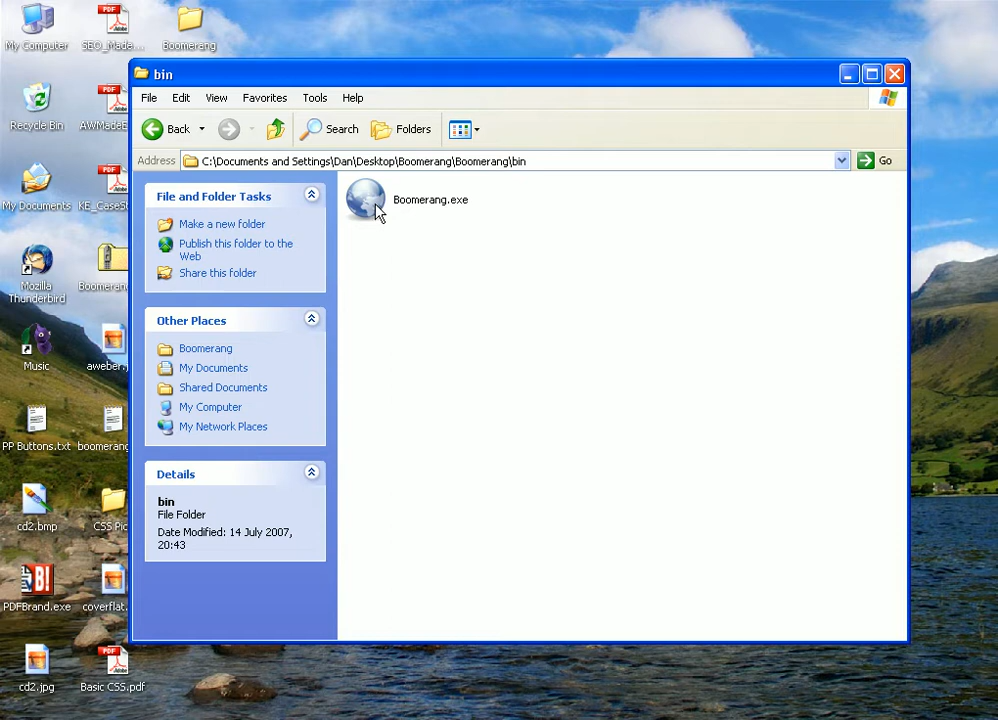 My Computer
SEO_Made...
Boomerang
Recycle Bin
AWMadeE
My Documents
KE_CaseSt
Mozilla
Thunderbird
Boomeran
Music
aweber.j
PP Buttons.txt
boomerang
cd2.bmp
CSS Pic
PDFBrand.exe
coverflat.
cd2.jpg
Basic CSS.pdf
bin
File Edit View Favorites Tools Help
Back Search Folders
Address C:\Documents and Settings\Dan\Desktop\Boomerang\Boomerang\bin Go
File and Folder Tasks
Make a new folder
Publish this folder to the
Web
Share this folder
Other Places
Boomerang
My Documents
Shared Documents
My Computer
My Network Places
Details
bin
File Folder
Date Modified: 14 July 2007,
20:43
Boomerang.exe